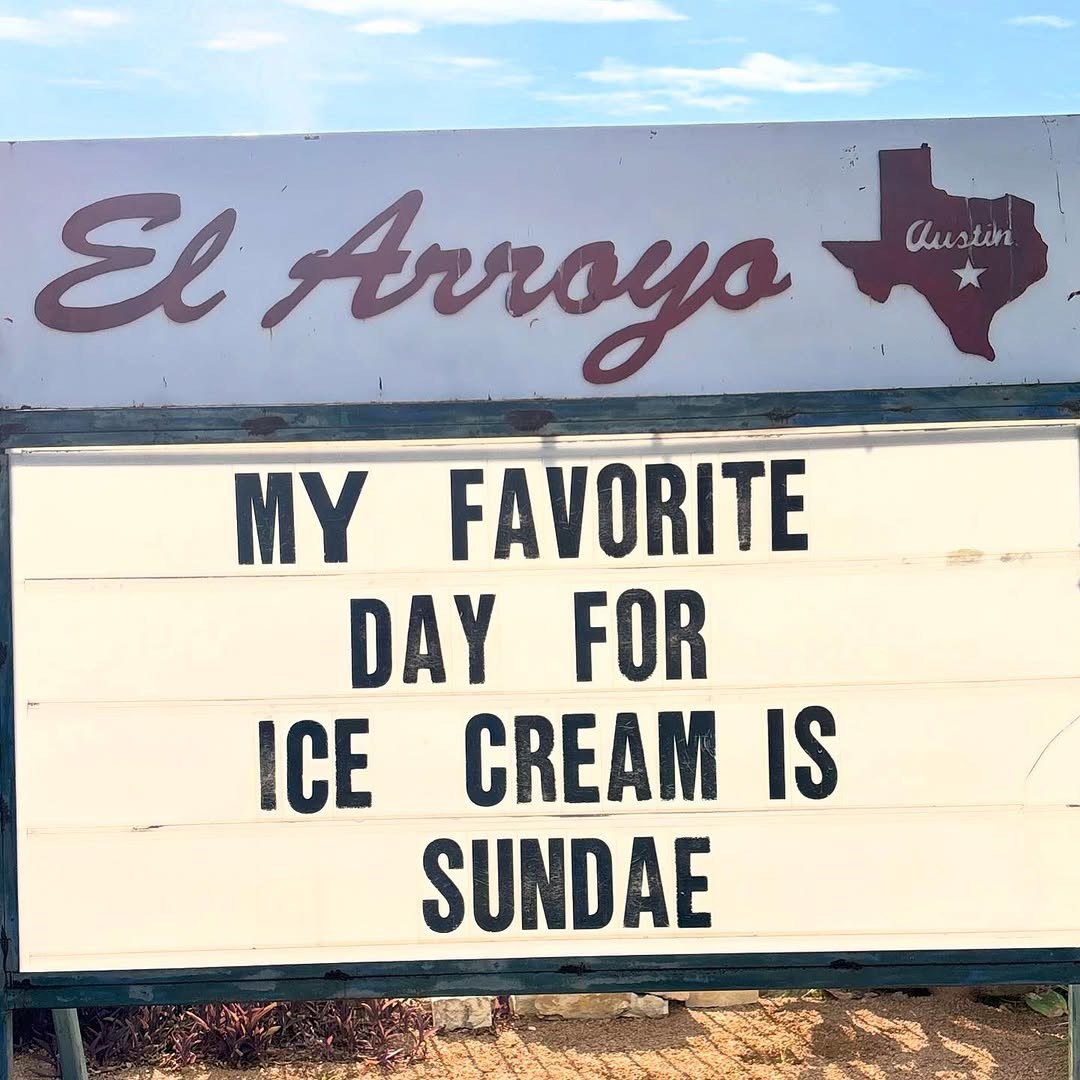 El Arroyo
Austin
MY FAVORITE
DAY FOR
ICE CREAM IS
SUNDAE